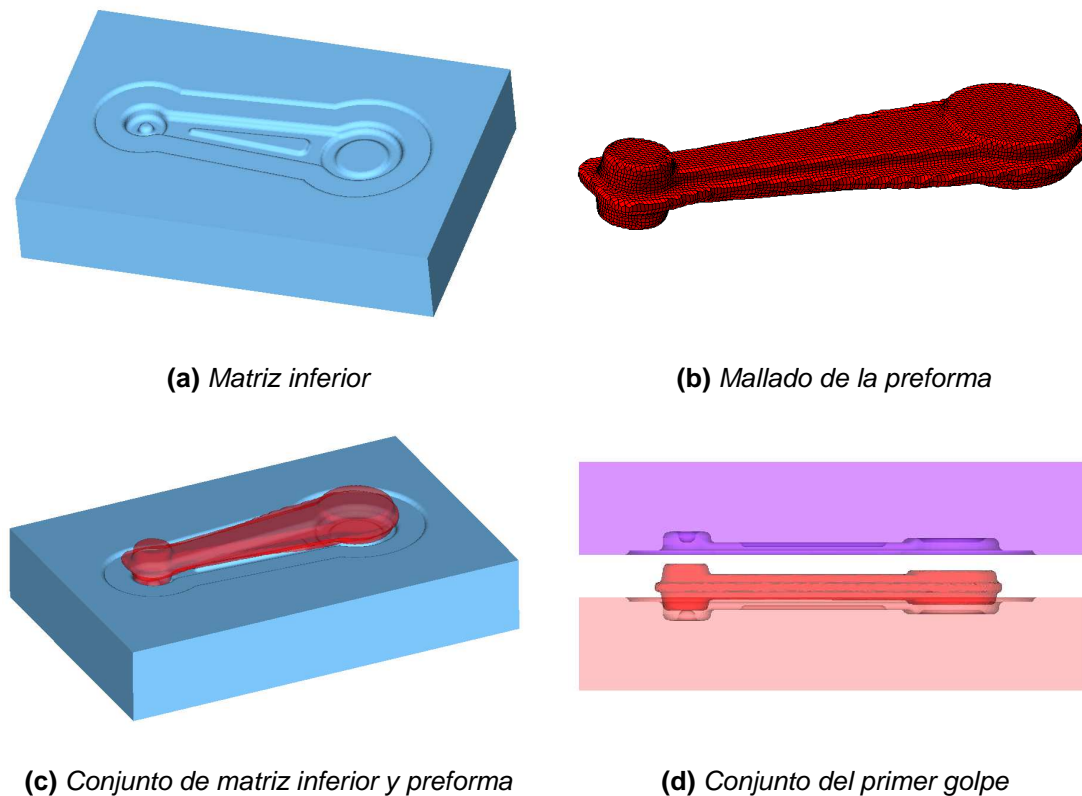 (a) Matriz inferior
(b) Mallado de la preforma
(c) Conjunto de matriz inferior y preforma
(d) Conjunto del primer golpe